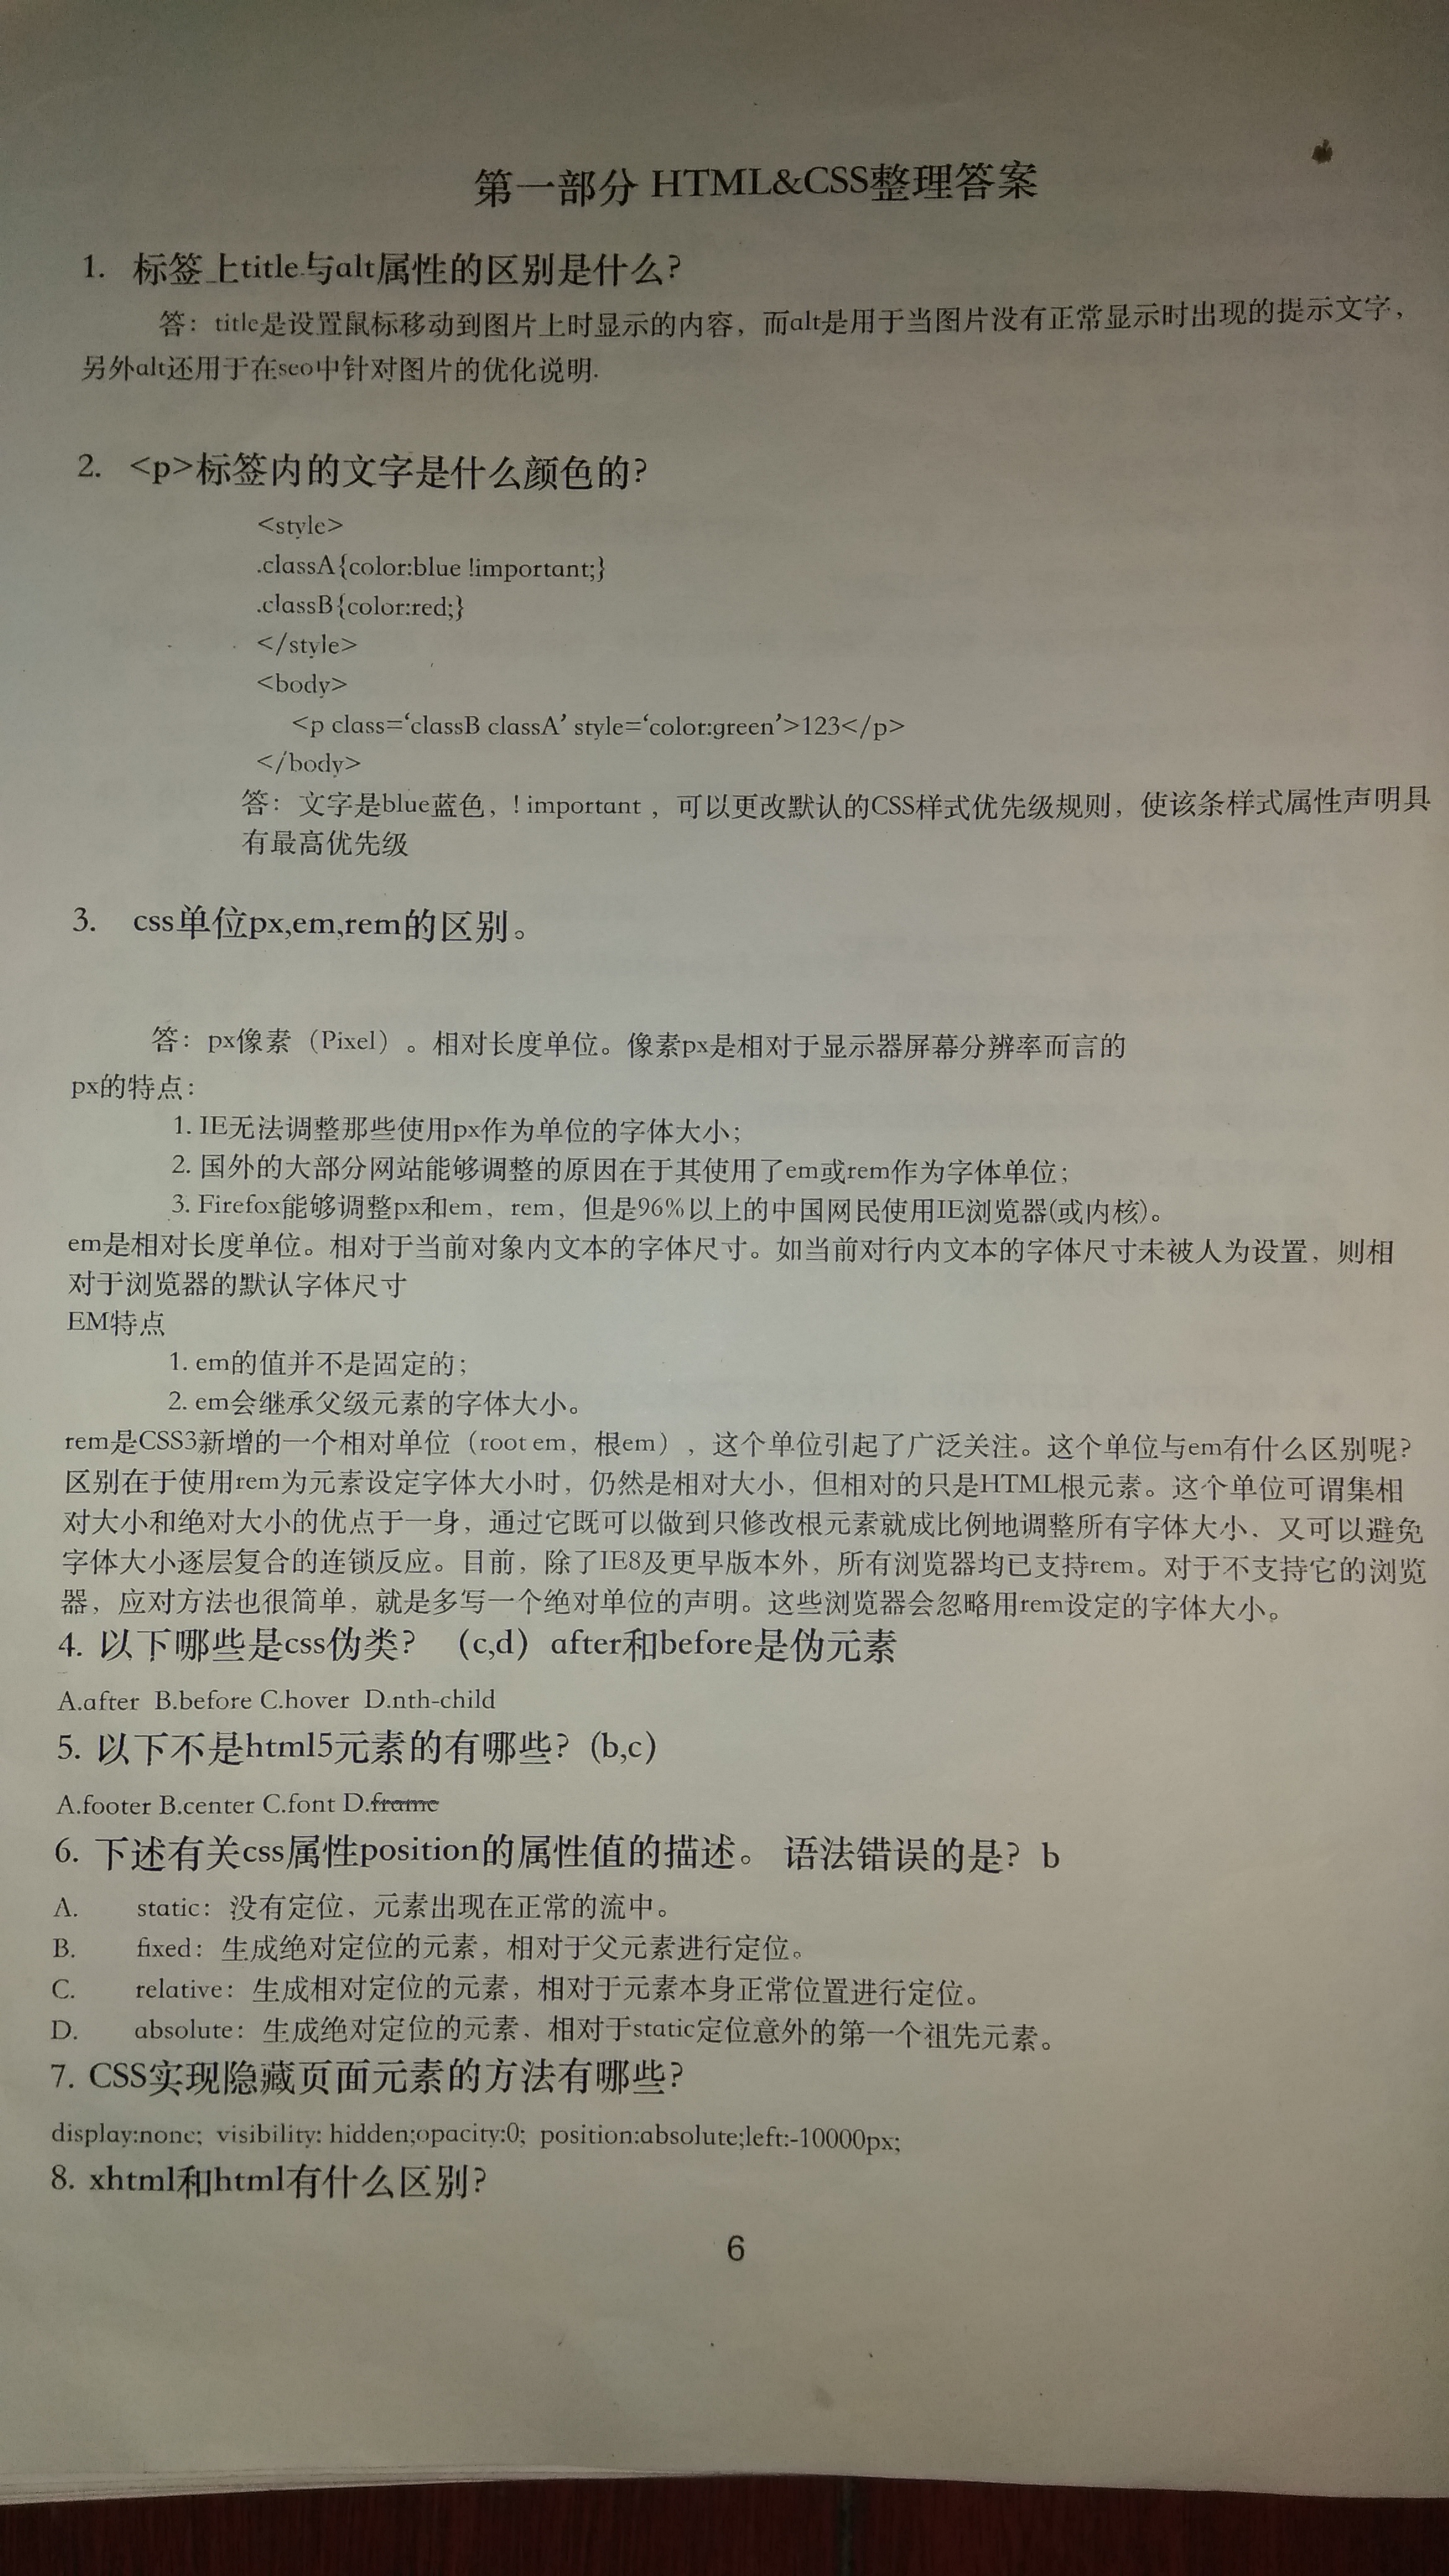 第一部分 HTML&CSS整理答案
1. 标签上title与alt属性的区别是什么?
答：title是设置鼠标移动到图片上时显示的内容，而alt是用于当图片没有正常显示时出现的提示文字，
另外alt还用于在seo中针对图片的优化说明.
2. <p>标签内的文字是什么颜色的?
<style>
.classA{color:blue !important;}
.classB{color:red;}
</style>
<body>
<p class=‘classB classA’ style=‘color:green’>123</p>
</body>
答：文字是blue蓝色，! important ，可以更改默认的CSS样式优先级规则，使该条样式属性声明具
有最高优先级
3. css单位px,em,rem的区别。
答：px像素（Pixel）。相对长度单位。像素px是相对于显示器屏幕分辨率而言的
px的特点：
1. IE无法调整那些使用px作为单位的字体大小；
2. 国外的大部分网站能够调整的原因在于其使用了em或rem作为字体单位；
3. Firefox能够调整px和em，rem，但是96%以上的中国网民使用IE浏览器(或内核)。
em是相对长度单位。相对于当前对象内文本的字体尺寸。如当前对行内文本的字体尺寸未被人为设置，则相
对于浏览器的默认字体尺寸
EM特点
1. em的值并不是固定的；
2. em会继承父级元素的字体大小。
rem是CSS3新增的一个相对单位（root em，根em），这个单位引起了广泛关注。这个单位与em有什么区别呢?
区别在于使用rem为元素设定字体大小时，仍然是相对大小，但相对的只是HTML根元素。这个单位可谓集相
对大小和绝对大小的优点于一身，通过它既可以做到只修改根元素就成比例地调整所有字体大小、又可以避免
字体大小逐层复合的连锁反应。目前，除了IE8及更早版本外，所有浏览器均已支持rem。对于不支持它的浏览
器，应对方法也很简单，就是多写一个绝对单位的声明。这些浏览器会忽略用rem设定的字体大小。
4. 以下哪些是css伪类? （c,d）after和before是伪元素
A.after B.before C.hover D.nth-child
5. 以下不是html5元素的有哪些?（b,c）
A.footer B.center C.font D.frame
6. 下述有关css属性position的属性值的描述。 语法错误的是? b
A. static：没有定位，元素出现在正常的流中。
B. fixed：生成绝对定位的元素，相对于父元素进行定位。
C. relative：生成相对定位的元素，相对于元素本身正常位置进行定位。
D. absolute：生成绝对定位的元素、相对于static定位意外的第一个祖先元素。
7. CSS实现隐藏页面元素的方法有哪些?
display:none; visibility: hidden;opacity:0; position:absolute;left:-10000px;
8. xhtml和html有什么区别?
6